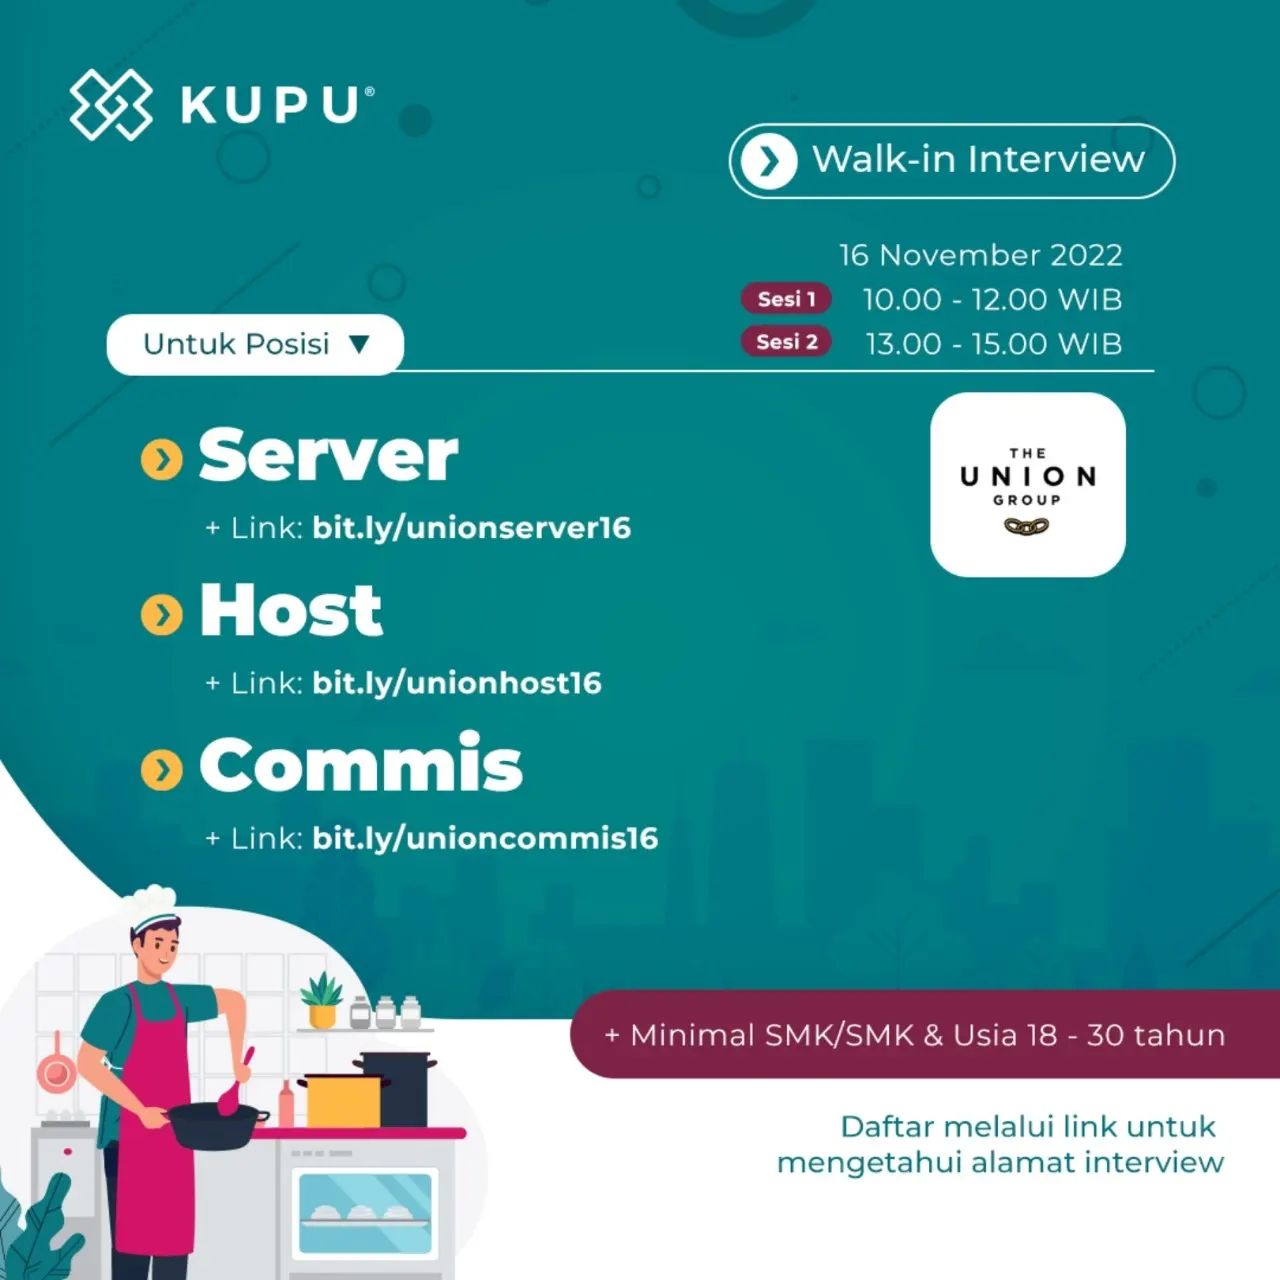 KUPU®
Walk-in Interview
16 November 2022
Sesi 1 10.00 - 12.00 WIB
Sesi 2 13.00 - 15.00 WIB
Untuk Posisi
Server
+ Link: bit.ly/unionserver16
Host
+ Link: bit.ly/unionhost16
Commis
+ Link: bit.ly/unioncommis16
THE
UNION
GROUP
+ Minimal SMK/SMK & Usia 18 - 30 tahun
Daftar melalui link untuk
mengetahui alamat interview